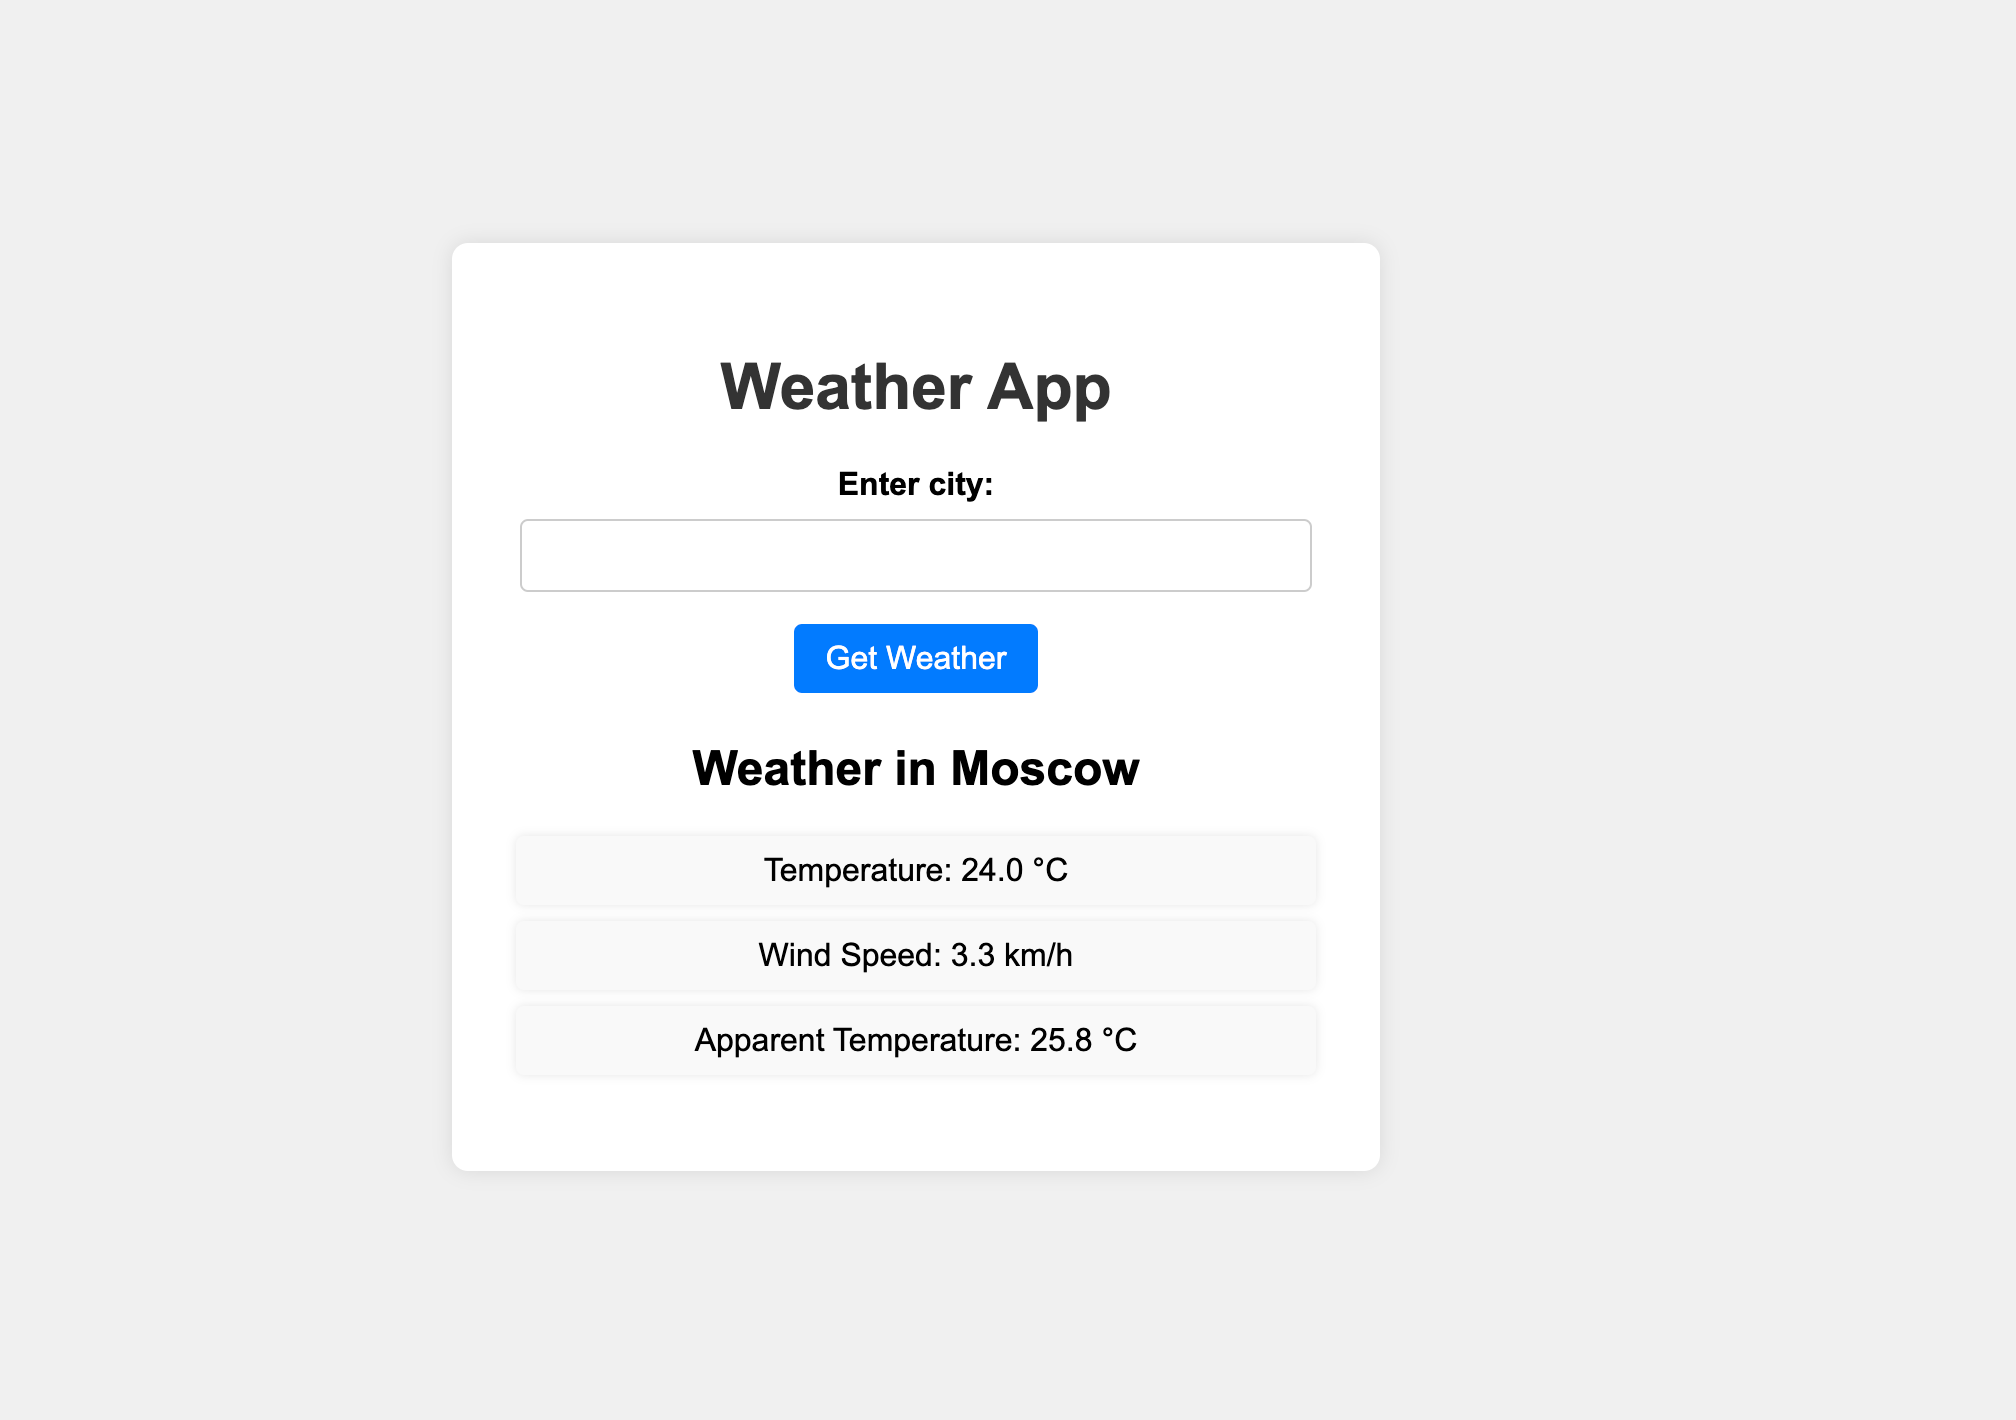 Weather App
Enter city:
Get Weather
Weather in Moscow
Temperature: 24.0 °C
Wind Speed: 3.3 km/h
Apparent Temperature: 25.8 °C